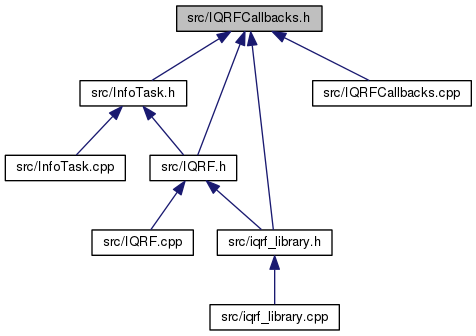 src/IQRFCallbacks.h
src/InfoTask.h
src/IQRFCallbacks.cpp
src/InfoTask.cpp
src/IQRF.h
src/IQRF.cpp
src/iqrf_library.h
src/iqrf_library.cpp